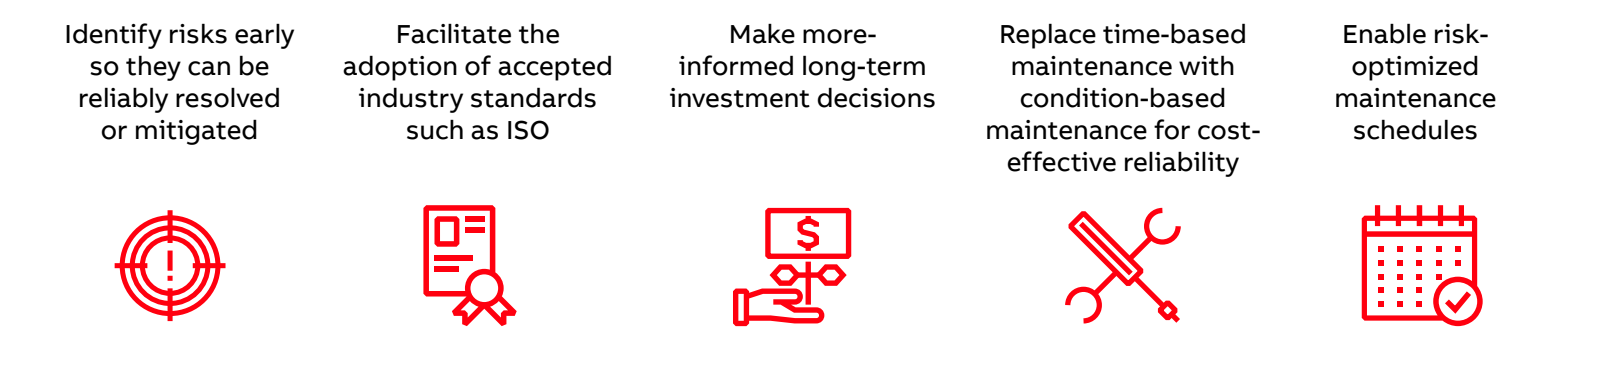 Identify risks early
so they can be
reliably resolved
or mitigated
Facilitate the
adoption of accepted
industry standards
such as ISO
Make more-
informed long-term
investment decisions
Replace time-based
maintenance with
condition-based
maintenance for cost-
effective reliability
Enable risk-
optimized
maintenance
schedules
$